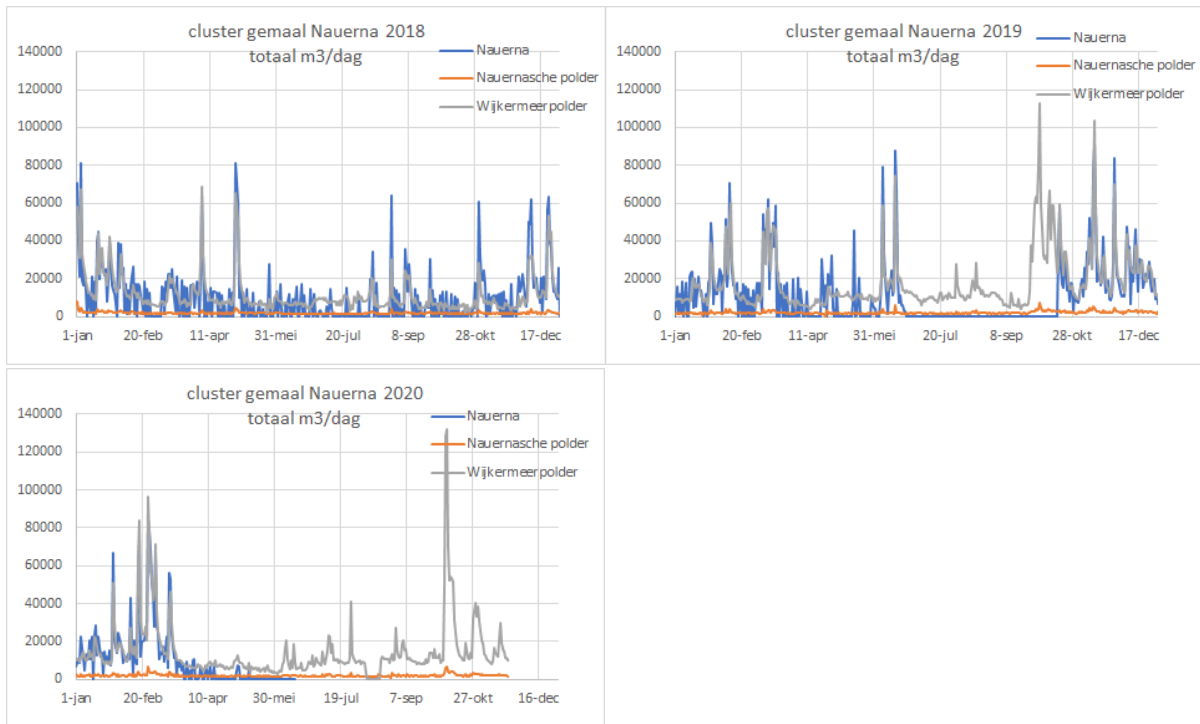 cluster gemaal Nauerna 2018
totaal m3/dag
Nauerna
Nauernasche polder
Wijkermeerpolder
140000
120000
100000
80000
60000
40000
20000
0
1-jan 20-feb 11-apr 31-mei 20-jul 8-sep 28-okt 17-dec
cluster gemaal Nauerna 2019
totaal m3/dag
Nauerna
Nauernasche polder
Wijkermeerpolder
140000
120000
100000
80000
60000
40000
20000
0
1-jan 20-feb 11-apr 31-mei 20-jul 8-sep 28-okt 17-dec
cluster gemaal Nauerna 2020
totaal m3/dag
Nauerna
Nauernasche polder
Wijkermeerpolder
140000
120000
100000
80000
60000
40000
20000
0
1-jan 20-feb 10-apr 30-mei 19-jul 7-sep 27-okt 16-dec